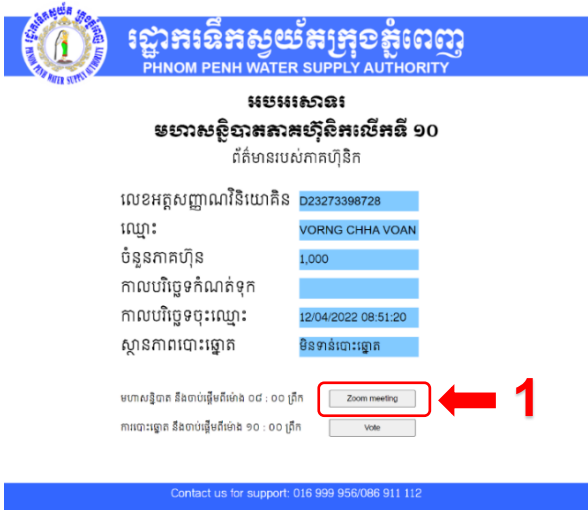 រដ្ឋាករទឹកស្វយ័តក្រុងភ្នំពេញ
PHNOM PENH WATER SUPPLY AUTHORITY
អបអរសាទរ
មហាសន្និបាតភាគហ៊ុនិកលើកទី ១០
ព័ត៌មានរបស់ភាគហ៊ុនិក
លេខអត្តសញ្ញាណវិនិយោគិន D23273398728
ឈ្មោះ VORNG CHHA VOAN
ចំនួនភាគហ៊ុន 1,000
កាលបរិច្ឆេទកំណត់ទុក
កាលបរិច្ឆេទចុះឈ្មោះ 12/04/2022 08:51:20
ស្ថានភាពបោះឆ្នោត មិនទាន់បោះឆ្នោត
មហាសន្និបាត នឹងចាប់ផ្តើមពីម៉ោង ០៨ : ០០ ព្រឹក Zoom meeting 1
ការបោះឆ្នោត នឹងចាប់ផ្តើមពីម៉ោង ១០ : ០០ ព្រឹក Vote
Contact us for support: 016 999 956/086 911 112